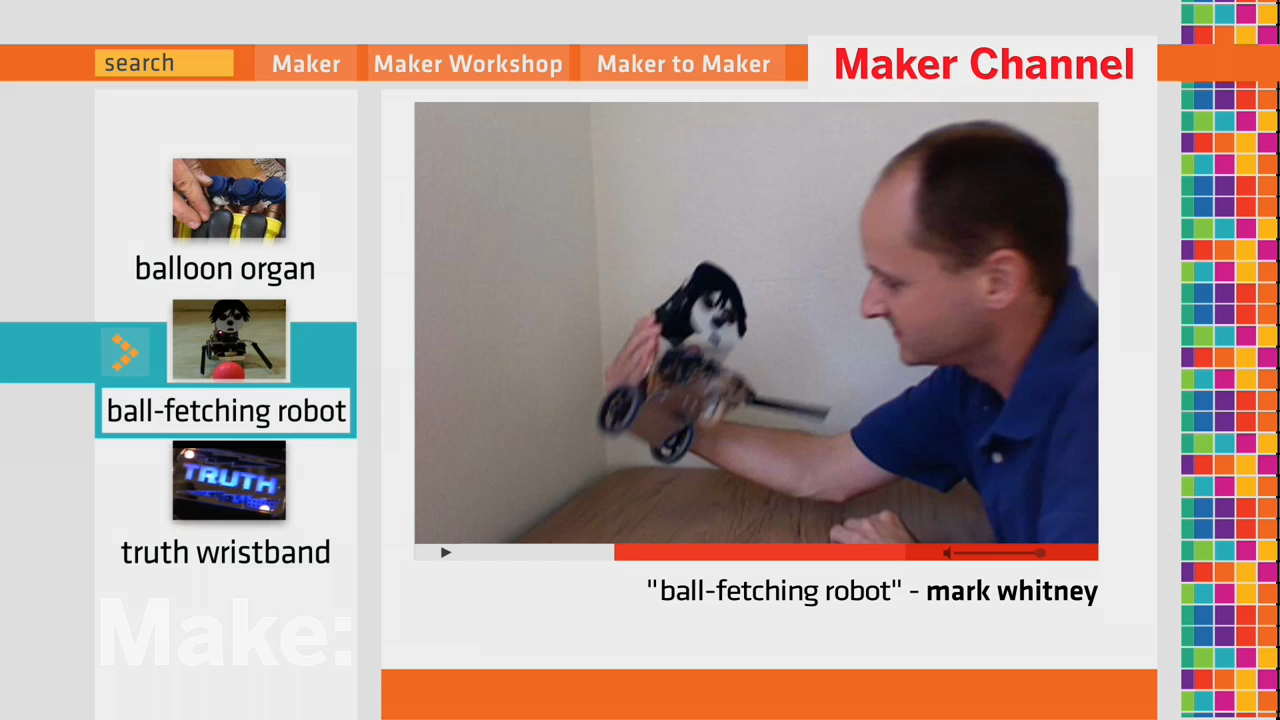 search
Maker
Maker Workshop
Maker to Maker
Maker Channel
balloon organ
ball-fetching robot
TRUTH
truth wristband
"ball-fetching robot" - mark whitney
Make: